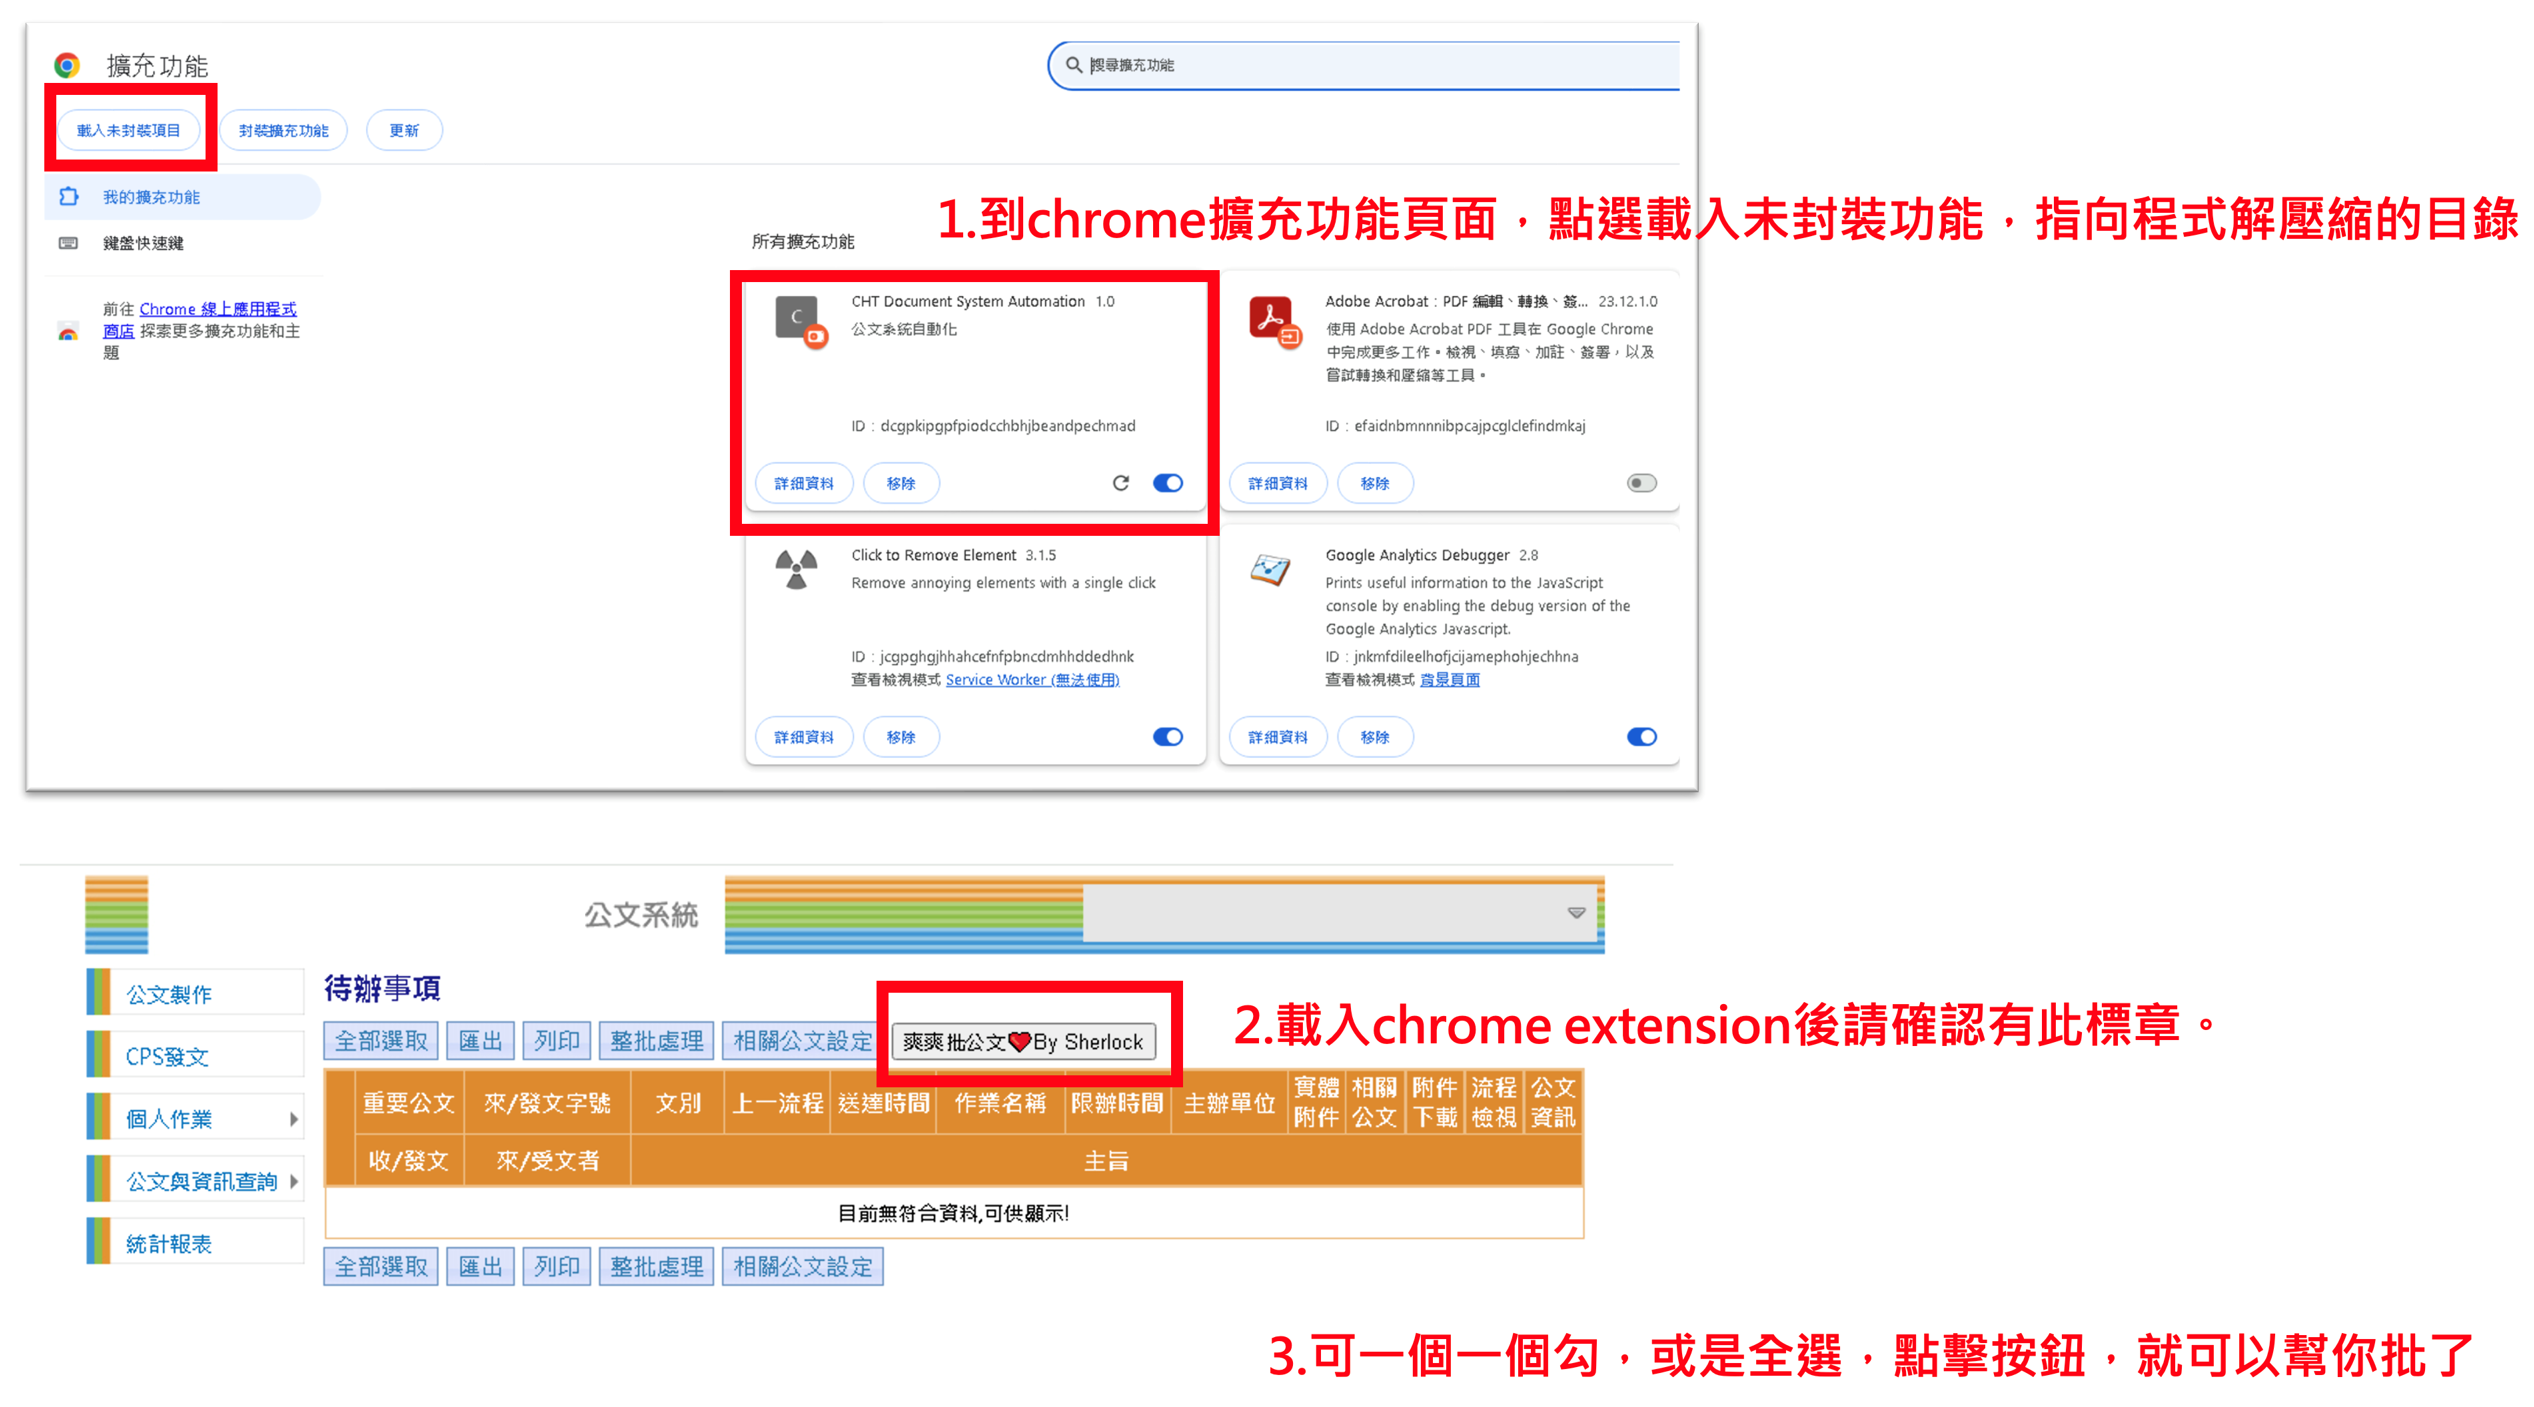 擴充功能
搜尋擴充功能
載入未封裝項目
封裝擴充功能
更新
我的擴充功能
鍵盤快速鍵
前往 Chrome 線上應用程式
商店 探索更多擴充功能和主
題
1.到chrome擴充功能頁面，點選載入未封裝功能，指向程式解壓縮的目錄
所有擴充功能
C
CHT Document System Automation 1.0
公文系統自動化
ID：dcgpkipgpfpiodcchbhjbeandpechmad
詳細資料
移除
Adobe Acrobat：PDF 編輯、轉換、簽... 23.12.1.0
使用 Adobe Acrobat PDF 工具在 Google Chrome
中完成更多工作。檢視、填寫、加註、簽署，以及
嘗試轉換和壓縮等工具。
ID：efaidnbmnnnibpcajpcglclefindmkaj
詳細資料
移除
Click to Remove Element 3.1.5
Remove annoying elements with a single click
ID：jcgpghgjhhahcefnfpbncdmhhddedhnk
查看檢視模式 Service Worker (無法使用)
詳細資料
移除
Google Analytics Debugger 2.8
Prints useful information to the JavaScript
console by enabling the debug version of the
Google Analytics Javascript.
ID：jnkmfdileelhofjcijamephohjechhna
查看檢視模式 背景頁面
詳細資料
移除
公文系統
公文製作
CPS發文
個人作業
公文與資訊查詢
統計報表
待辦事項
全部選取 匯出 列印 整批處理 相關公文設定 爽爽批公文❤By Sherlock
2.載入chrome extension後請確認有此標章。
重要公文 來/發文字號 文別 上一流程 送達時間 作業名稱 限辦時間 主辦單位 實體附件 相關公文 附件下載 流程檢視 公文資訊
收/發文 來/受文者 主旨
目前無符合資料,可供顯示!
全部選取 匯出 列印 整批處理 相關公文設定
3.可一個一個勾，或是全選，點擊按鈕，就可以幫你批了